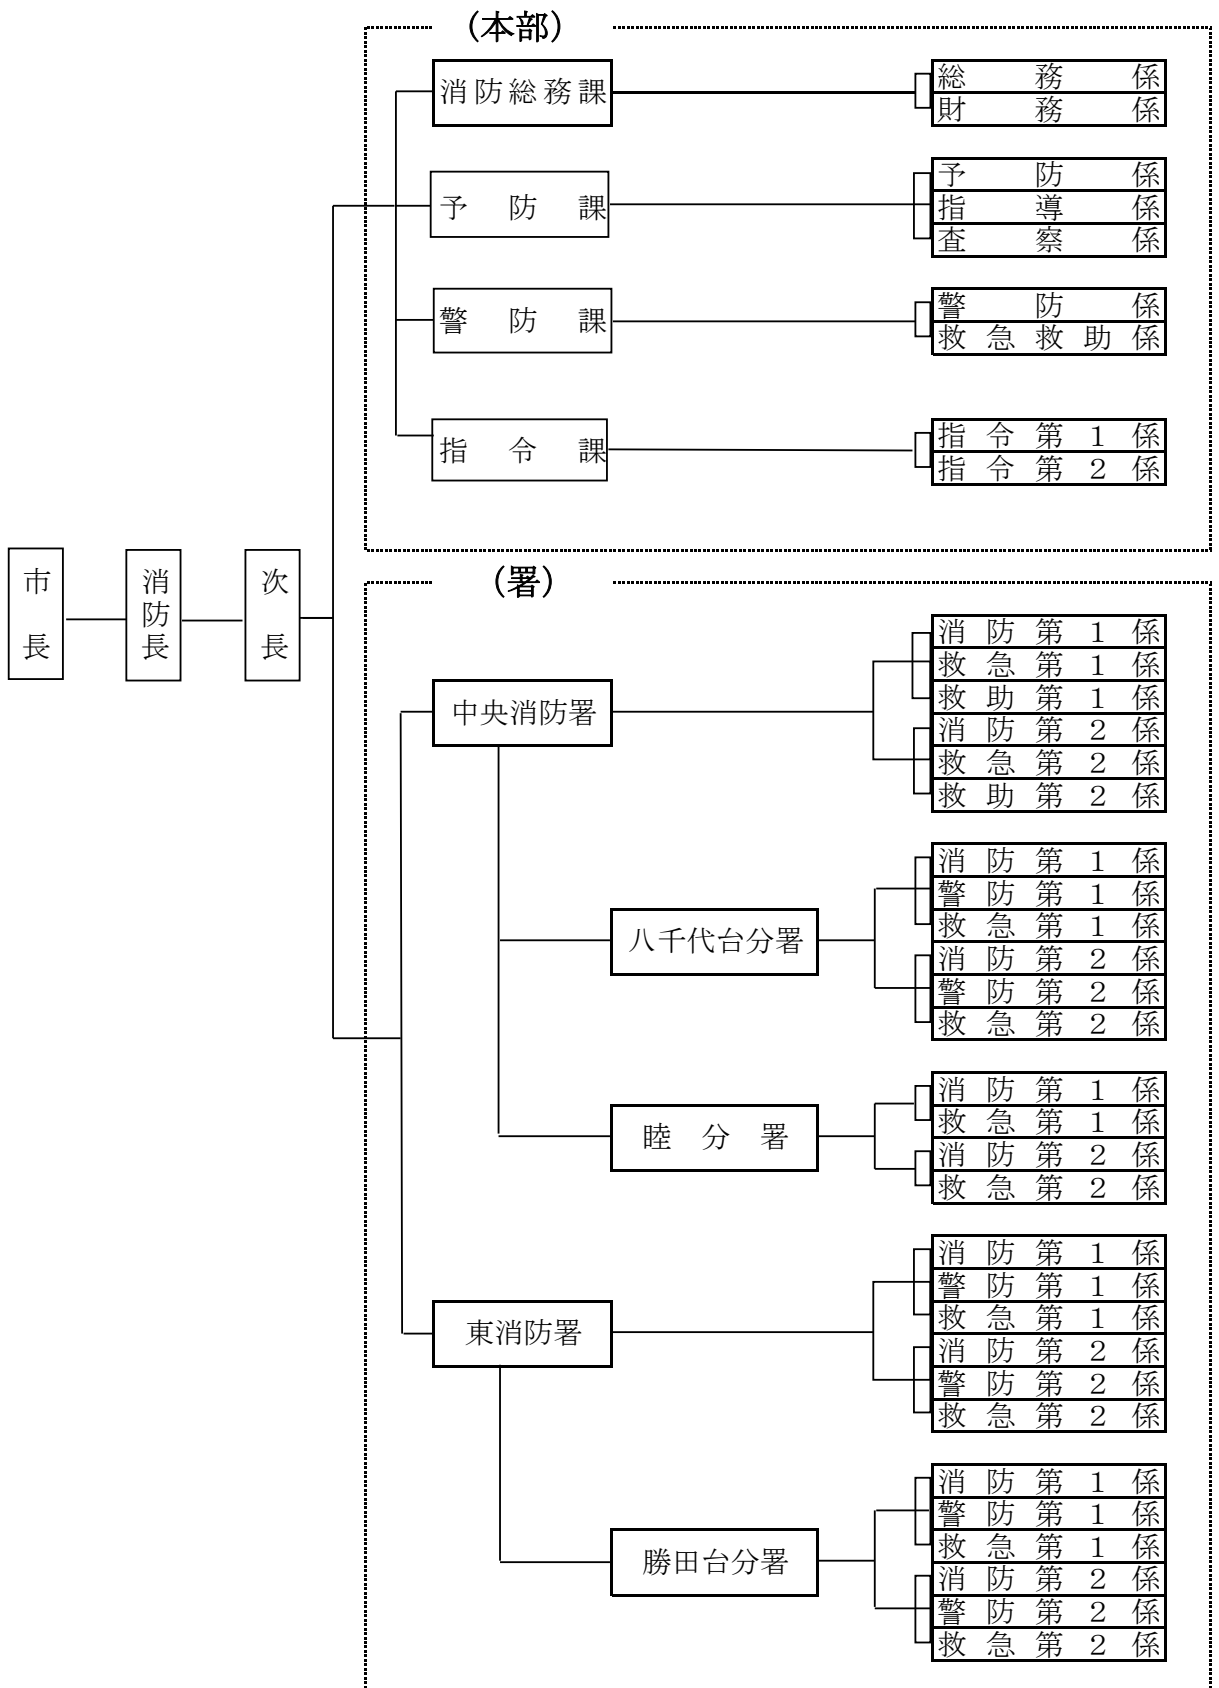 （本部）
消防総務課
総務係
財務係
予防課
予防係
指導係
査察係
警防課
警防係
救急救助係
指令課
指令第１係
指令第２係
市長
消防長
次長
（署）
中央消防署
消防第１係
救急第１係
救助第１係
消防第２係
救急第２係
救助第２係
八千代台分署
消防第１係
警防第１係
救急第１係
消防第２係
警防第２係
救急第２係
睦分署
消防第１係
救急第１係
消防第２係
救急第２係
東消防署
消防第１係
警防第１係
救急第１係
消防第２係
警防第２係
救急第２係
勝田台分署
消防第１係
警防第１係
救急第１係
消防第２係
警防第２係
救急第２係